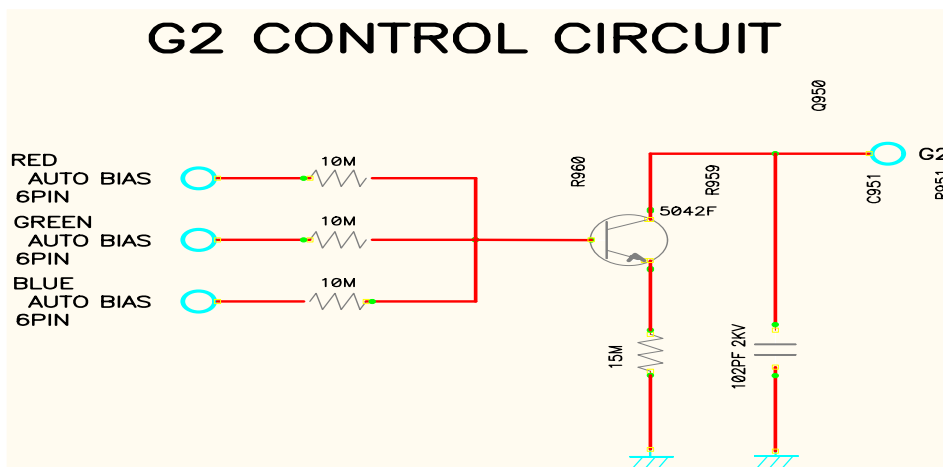 G2 CONTROL CIRCUIT
Q950
RED
AUTO BIAS
6PIN
10M
R960
R959
C951
G2
R951
5042F
GREEN
AUTO BIAS
6PIN
10M
BLUE
AUTO BIAS
6PIN
10M
15M
102PF 2KV